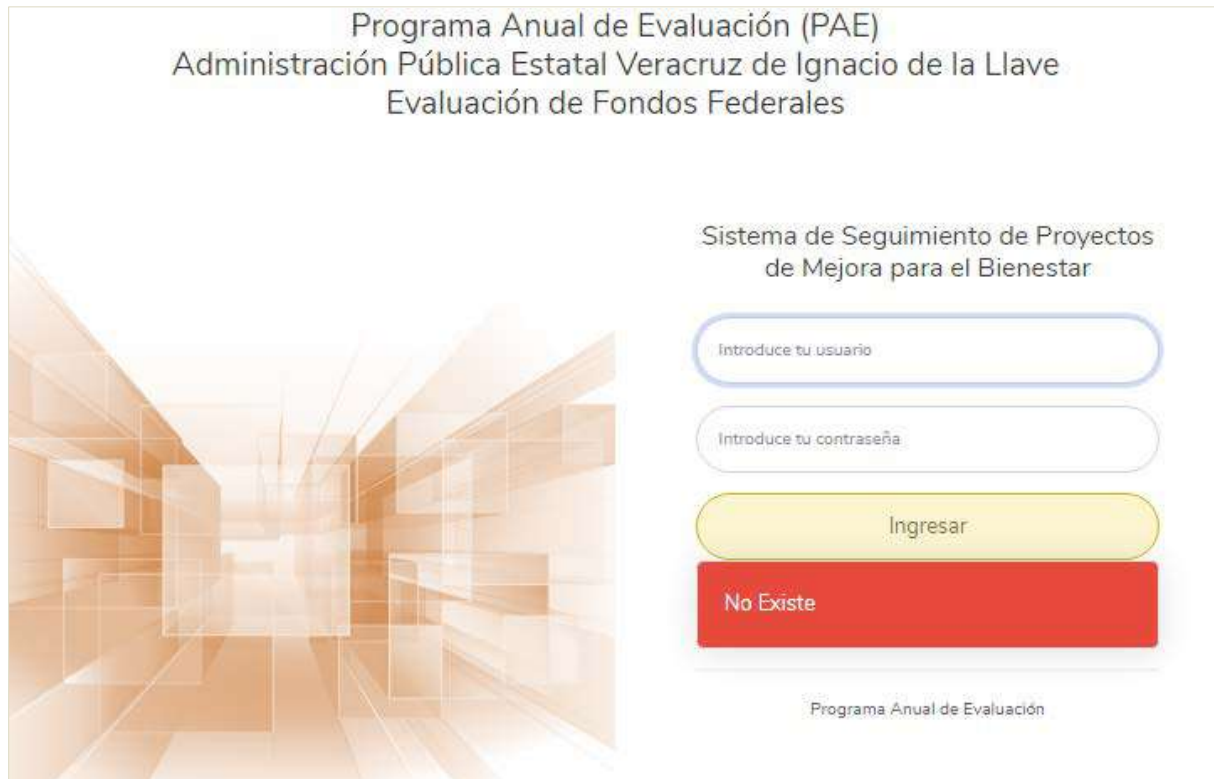 Programa Anual de Evaluación (PAE)
Administración Pública Estatal Veracruz de Ignacio de la Llave
Evaluación de Fondos Federales
Sistema de Seguimiento de Proyectos
de Mejora para el Bienestar
Introduce tu usuario
Introduce tu contraseña
Ingresar
No Existe
Programa Anual de Evaluación